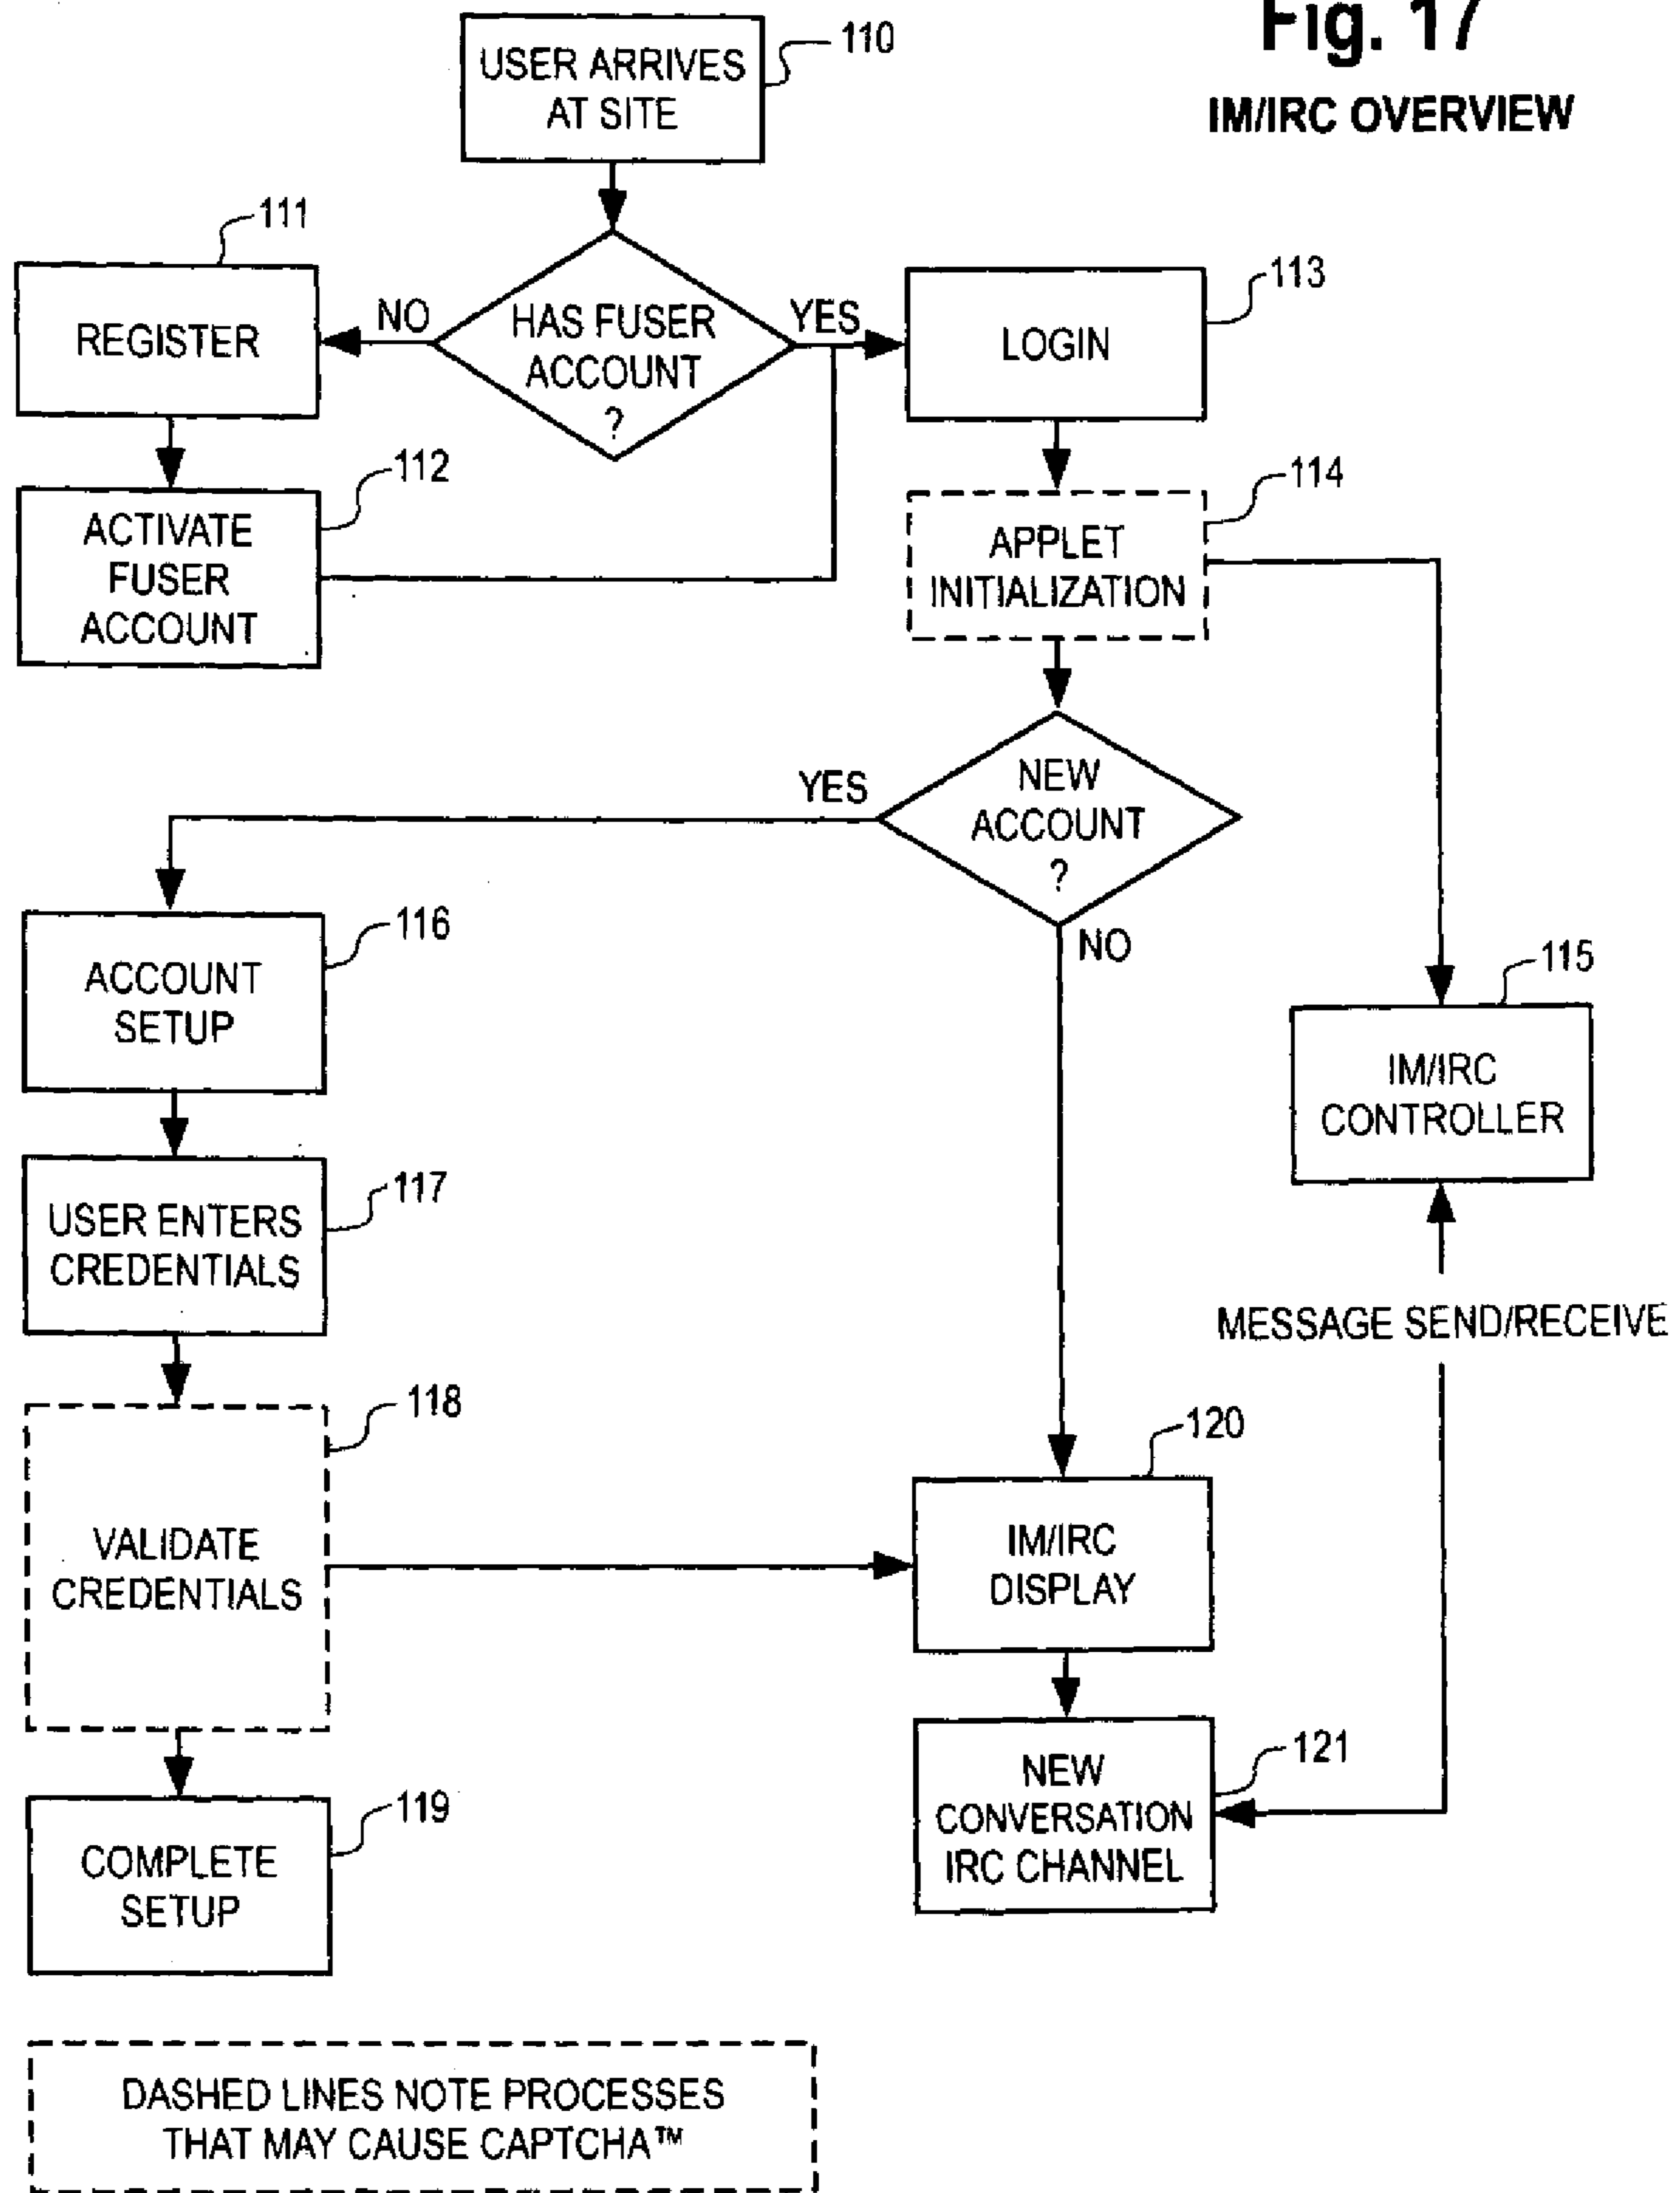 Fig. 17
IM/IRC OVERVIEW
USER ARRIVES
AT SITE
110
111
REGISTER
NO
HAS FUSER
ACCOUNT
?
YES
113
LOGIN
112
ACTIVATE
FUSER
ACCOUNT
114
APPLET
INITIALIZATION
NEW
ACCOUNT
?
YES
NO
116
ACCOUNT
SETUP
115
IM/IRC
CONTROLLER
117
USER ENTERS
CREDENTIALS
MESSAGE SEND/RECEIVE
118
VALIDATE
CREDENTIALS
120
IM/IRC
DISPLAY
121
NEW
CONVERSATION
IRC CHANNEL
119
COMPLETE
SETUP
DASHED LINES NOTE PROCESSES
THAT MAY CAUSE CAPTCHA™